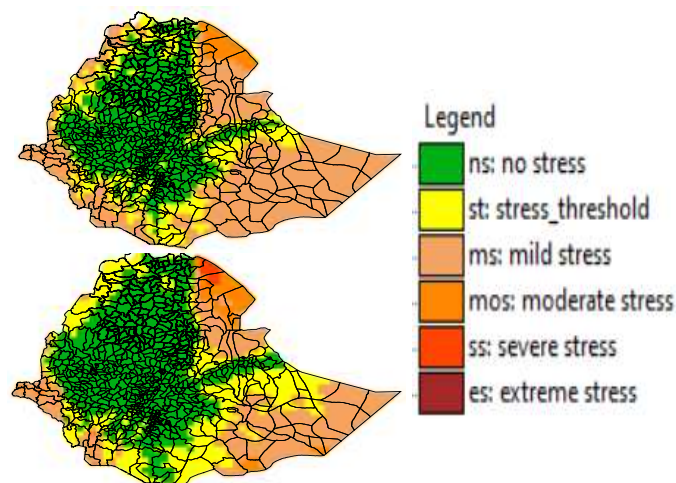 Legend
ns: no stress
st: stress_threshold
ms: mild stress
mos: moderate stress
ss: severe stress
es: extreme stress